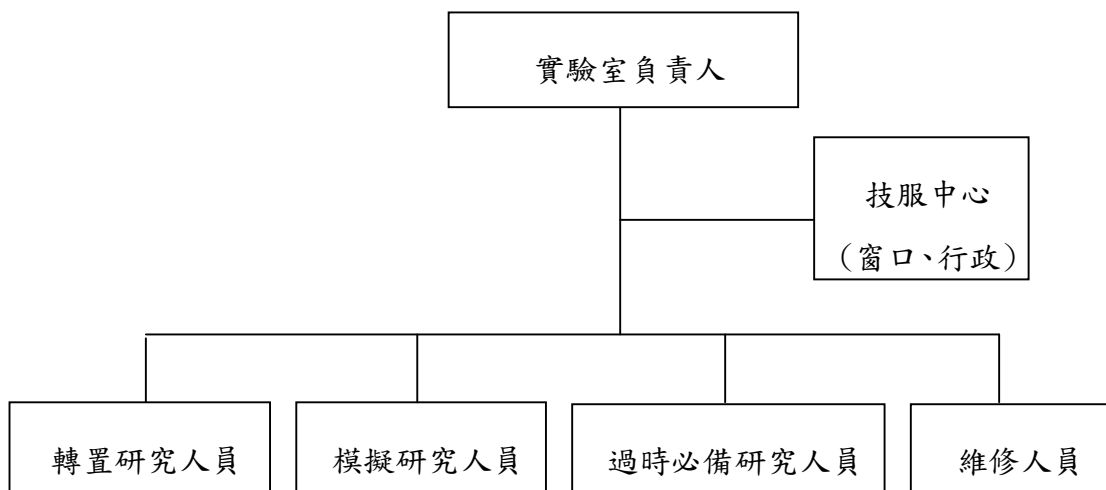 實驗室負責人
技服中心
（窗口、行政）
轉置研究人員
模擬研究人員
過時必備研究人員
維修人員